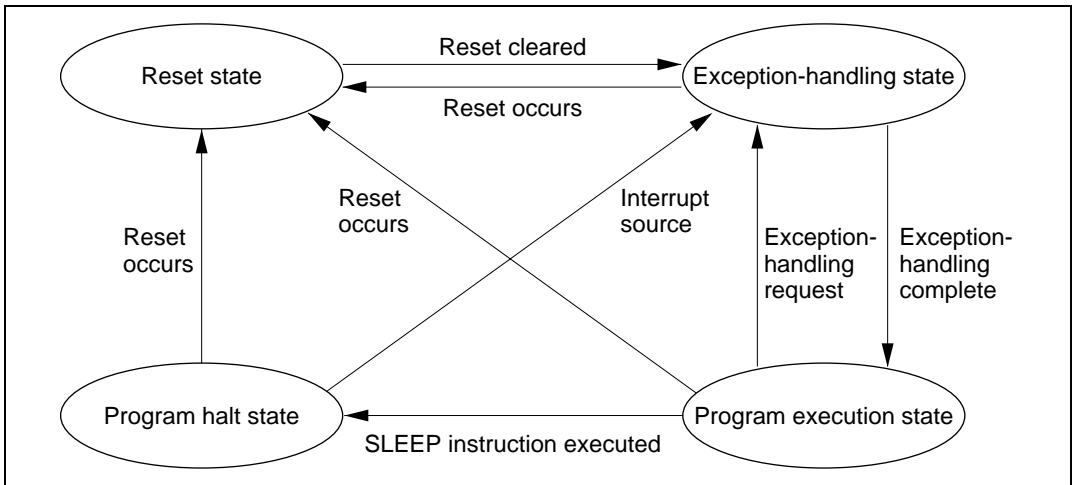 Reset cleared
Reset state
Exception-handling state
Reset occurs
Reset
occurs
Interrupt
source
Reset
occurs
Exception-
handling
request
Exception-
handling
complete
Program halt state
Program execution state
SLEEP instruction executed